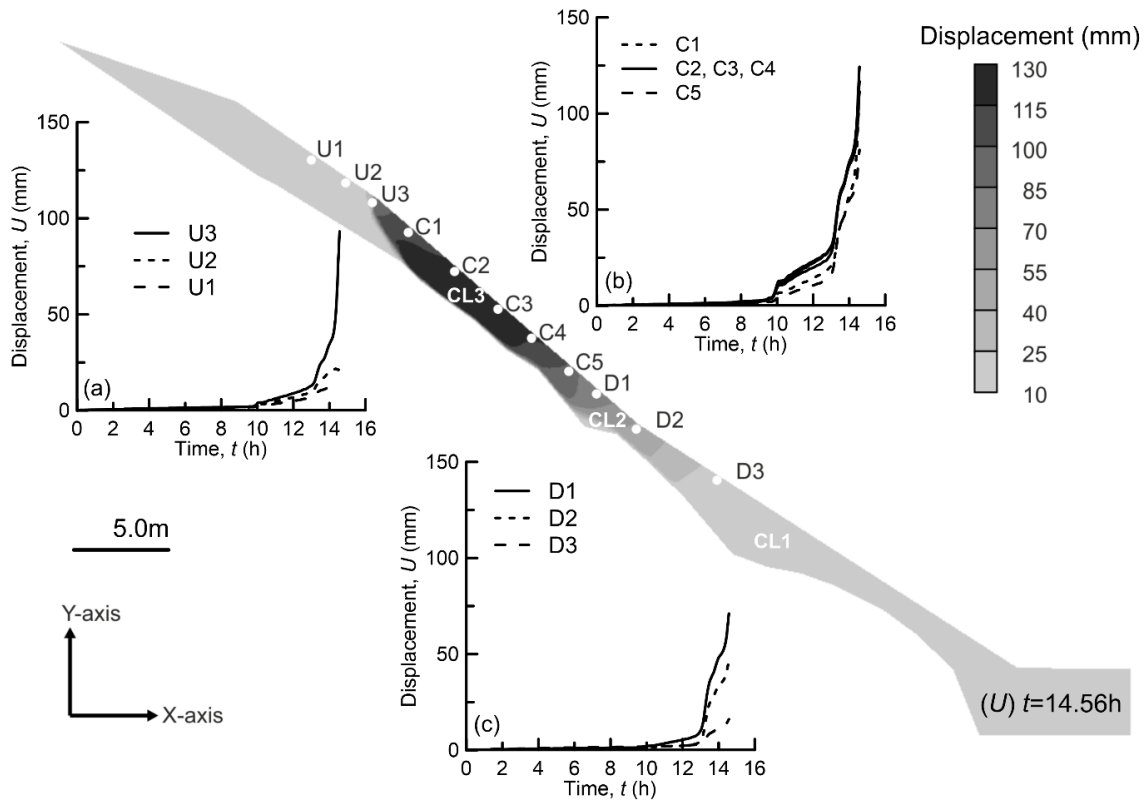 Displacement (mm)
130
115
100
85
70
55
40
25
10
U1
U2
U3
C1
C2
CL3
C3
C4
C5
D1
CL2
D2
D3
CL1
(U) t=14.56h
150
100
50
0
Displacement, U (mm)
U3
U2
U1
(a)
0 2 4 6 8 10 12 14 16
Time, t (h)
150
100
50
0
Displacement, U (mm)
C1
C2, C3, C4
C5
(b)
0 2 4 6 8 10 12 14 16
Time, t (h)
150
100
50
0
Displacement, U (mm)
D1
D2
D3
(c)
0 2 4 6 8 10 12 14 16
Time, t (h)
5.0m
Y-axis
X-axis